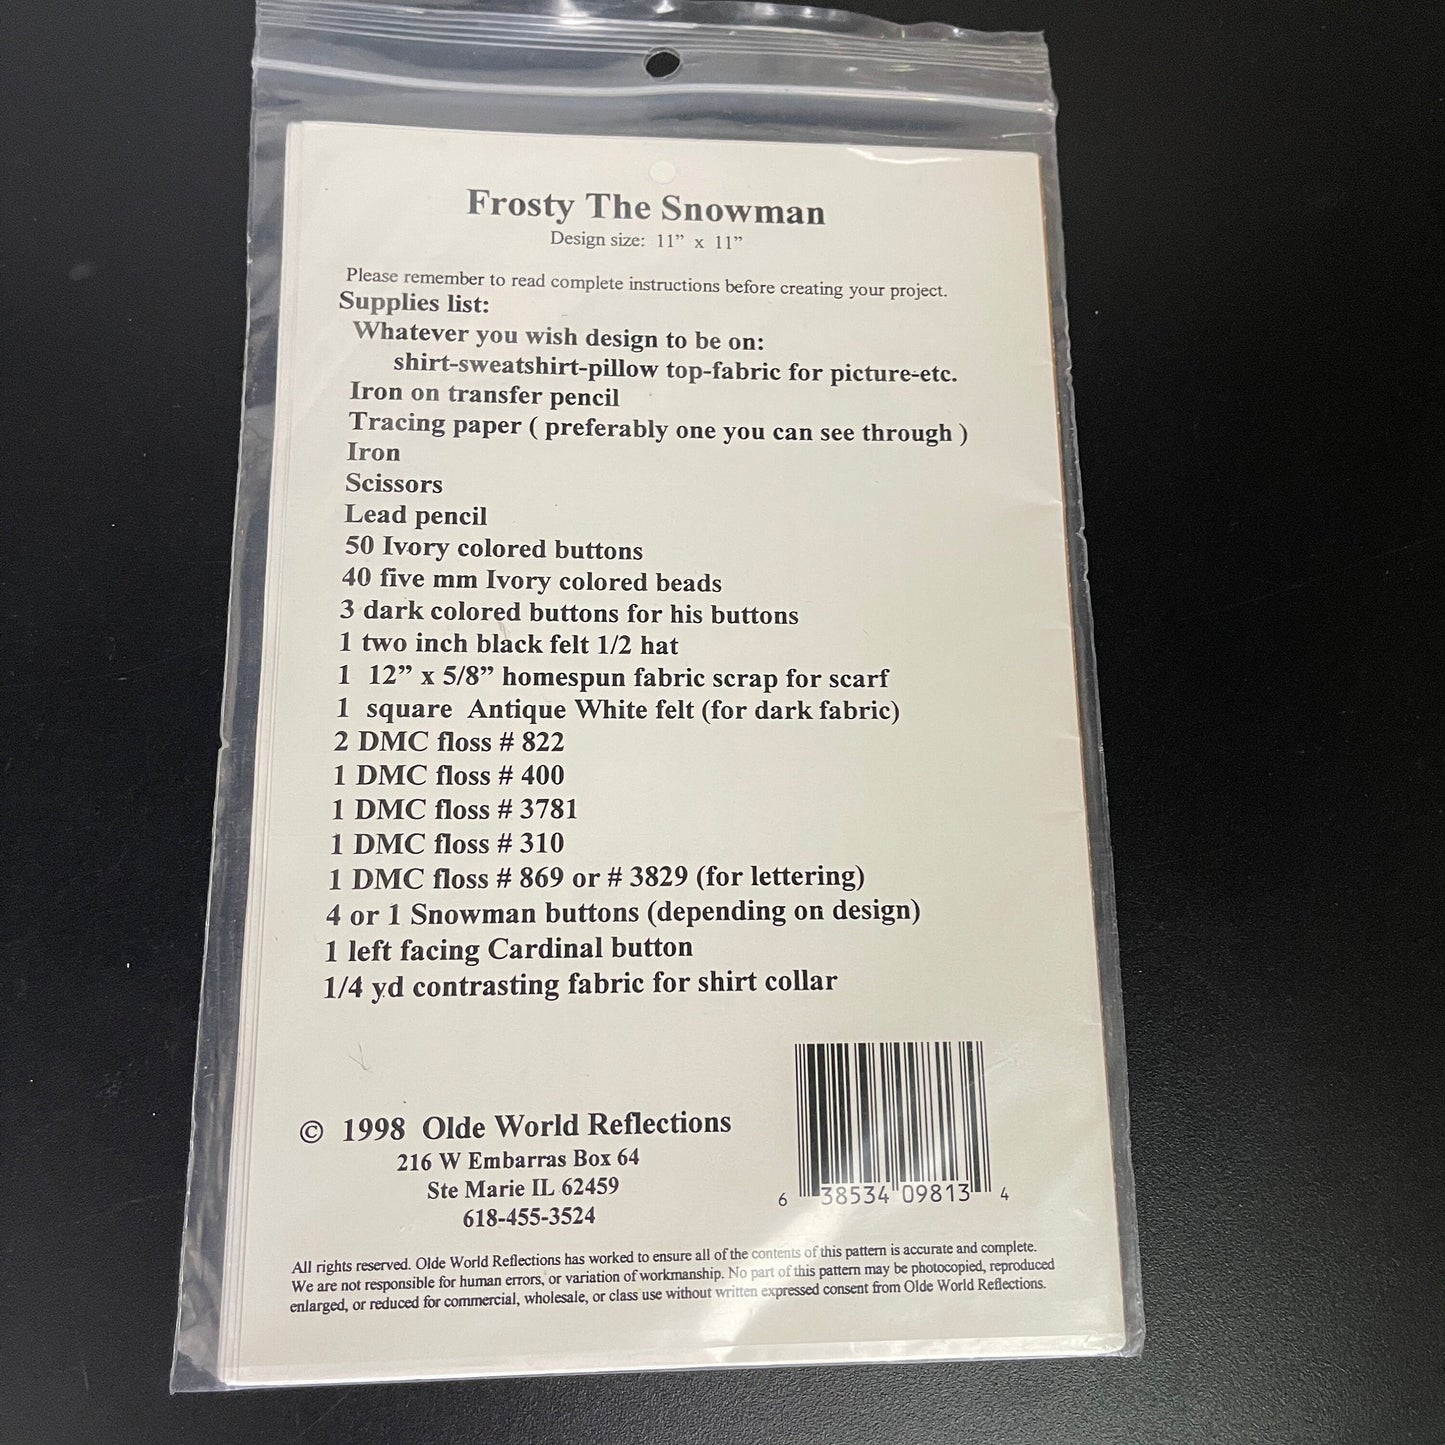 Frosty The Snowman
Design size: 11” x 11”
Please remember to read complete instructions before creating your project.
Supplies list:
Whatever you wish design to be on:
shirt-sweatshirt-pillow top-fabric for picture-etc.
Iron on transfer pencil
Tracing paper ( preferably one you can see through )
Iron
Scissors
Lead pencil
50 Ivory colored buttons
40 five mm Ivory colored beads
3 dark colored buttons for his buttons
1 two inch black felt 1/2 hat
1 12” x 5/8” homespun fabric scrap for scarf
1 square Antique White felt (for dark fabric)
2 DMC floss # 822
1 DMC floss # 400
1 DMC floss # 3781
1 DMC floss # 310
1 DMC floss # 869 or # 3829 (for lettering)
4 or 1 Snowman buttons (depending on design)
1 left facing Cardinal button
1/4 yd contrasting fabric for shirt collar
© 1998 Olde World Reflections
216 W Embarras Box 64
Ste Marie IL 62459
618-455-3524
6 38534 09813 4
All rights reserved. Olde World Reflections has worked to ensure all of the contents of this pattern is accurate and complete.
We are not responsible for human errors, or variation of workmanship. No part of this pattern may be photocopied, reproduced
enlarged, or reduced for commercial, wholesale, or class use without written expressed consent from Olde World Reflections.